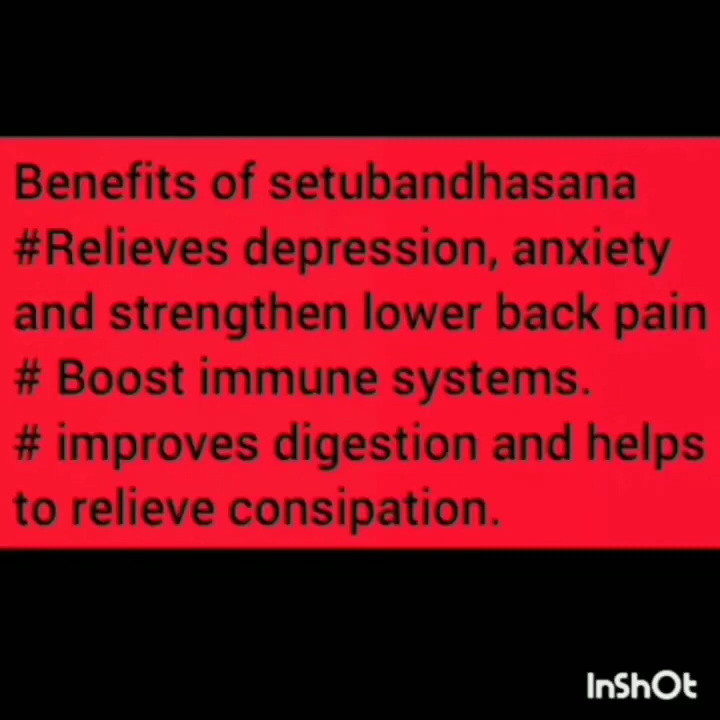 Benefits of setubandhasana
#Relieves depression, anxiety
and strengthen lower back pain
# Boost immune systems.
# improves digestion and helps
to relieve consipation.
InShOt